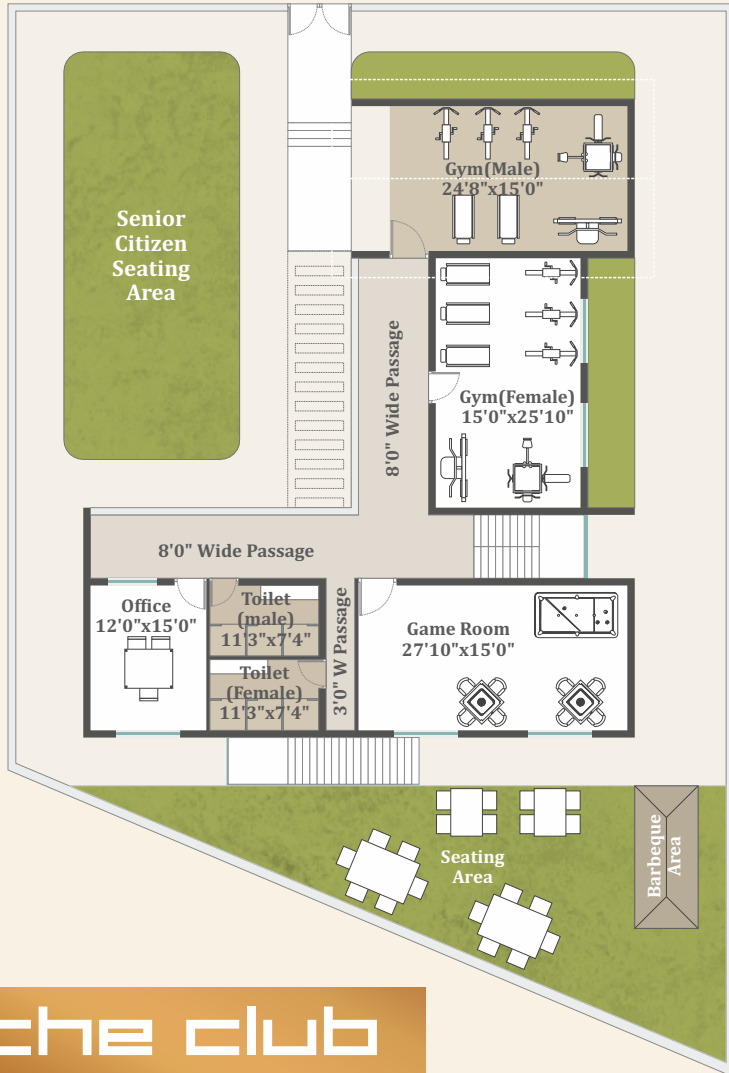 Gym(Male)
24'8"x15'0"
Senior
Citizen
Seating
Area
8'0" Wide Passage
Gym(Female)
15'0"x25'10"
8'0" Wide Passage
Office
12'0"x15'0"
Toilet
(male)
11'3"x7'4"
Toilet
(Female)
11'3"x7'4"
3'0" W Passage
Game Room
27'10"x15'0"
Seating
Area
Barbeque
Area
che club